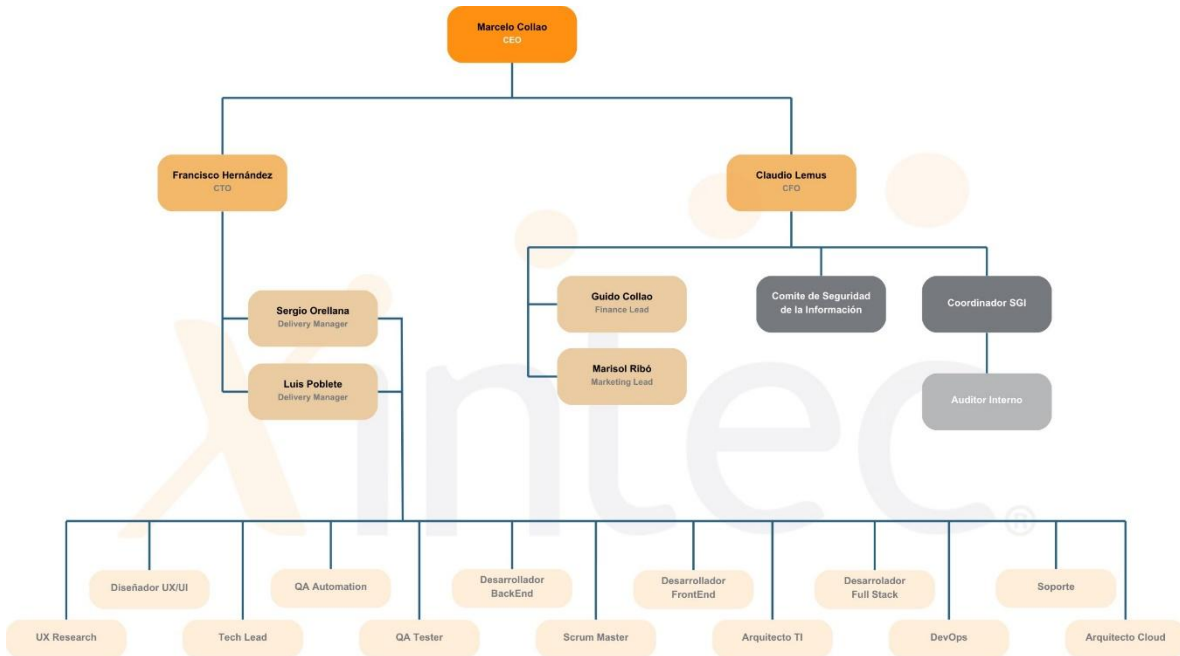 Marcelo Collao
CEO
Francisco Hernández
CTO
Claudio Lemus
CFO
Sergio Orellana
Delivery Manager
Luis Poblete
Delivery Manager
Guido Collao
Finance Lead
Marisol Ribó
Marketing Lead
Comite de Seguridad
de la Información
Coordinador SGI
Auditor Interno
xintec®
Diseñador UX/UI
QA Automation
Desarrollador
BackEnd
Desarrollador
FrontEnd
Desarrolador
Full Stack
Soporte
UX Research
Tech Lead
QA Tester
Scrum Master
Arquitecto TI
DevOps
Arquitecto Cloud